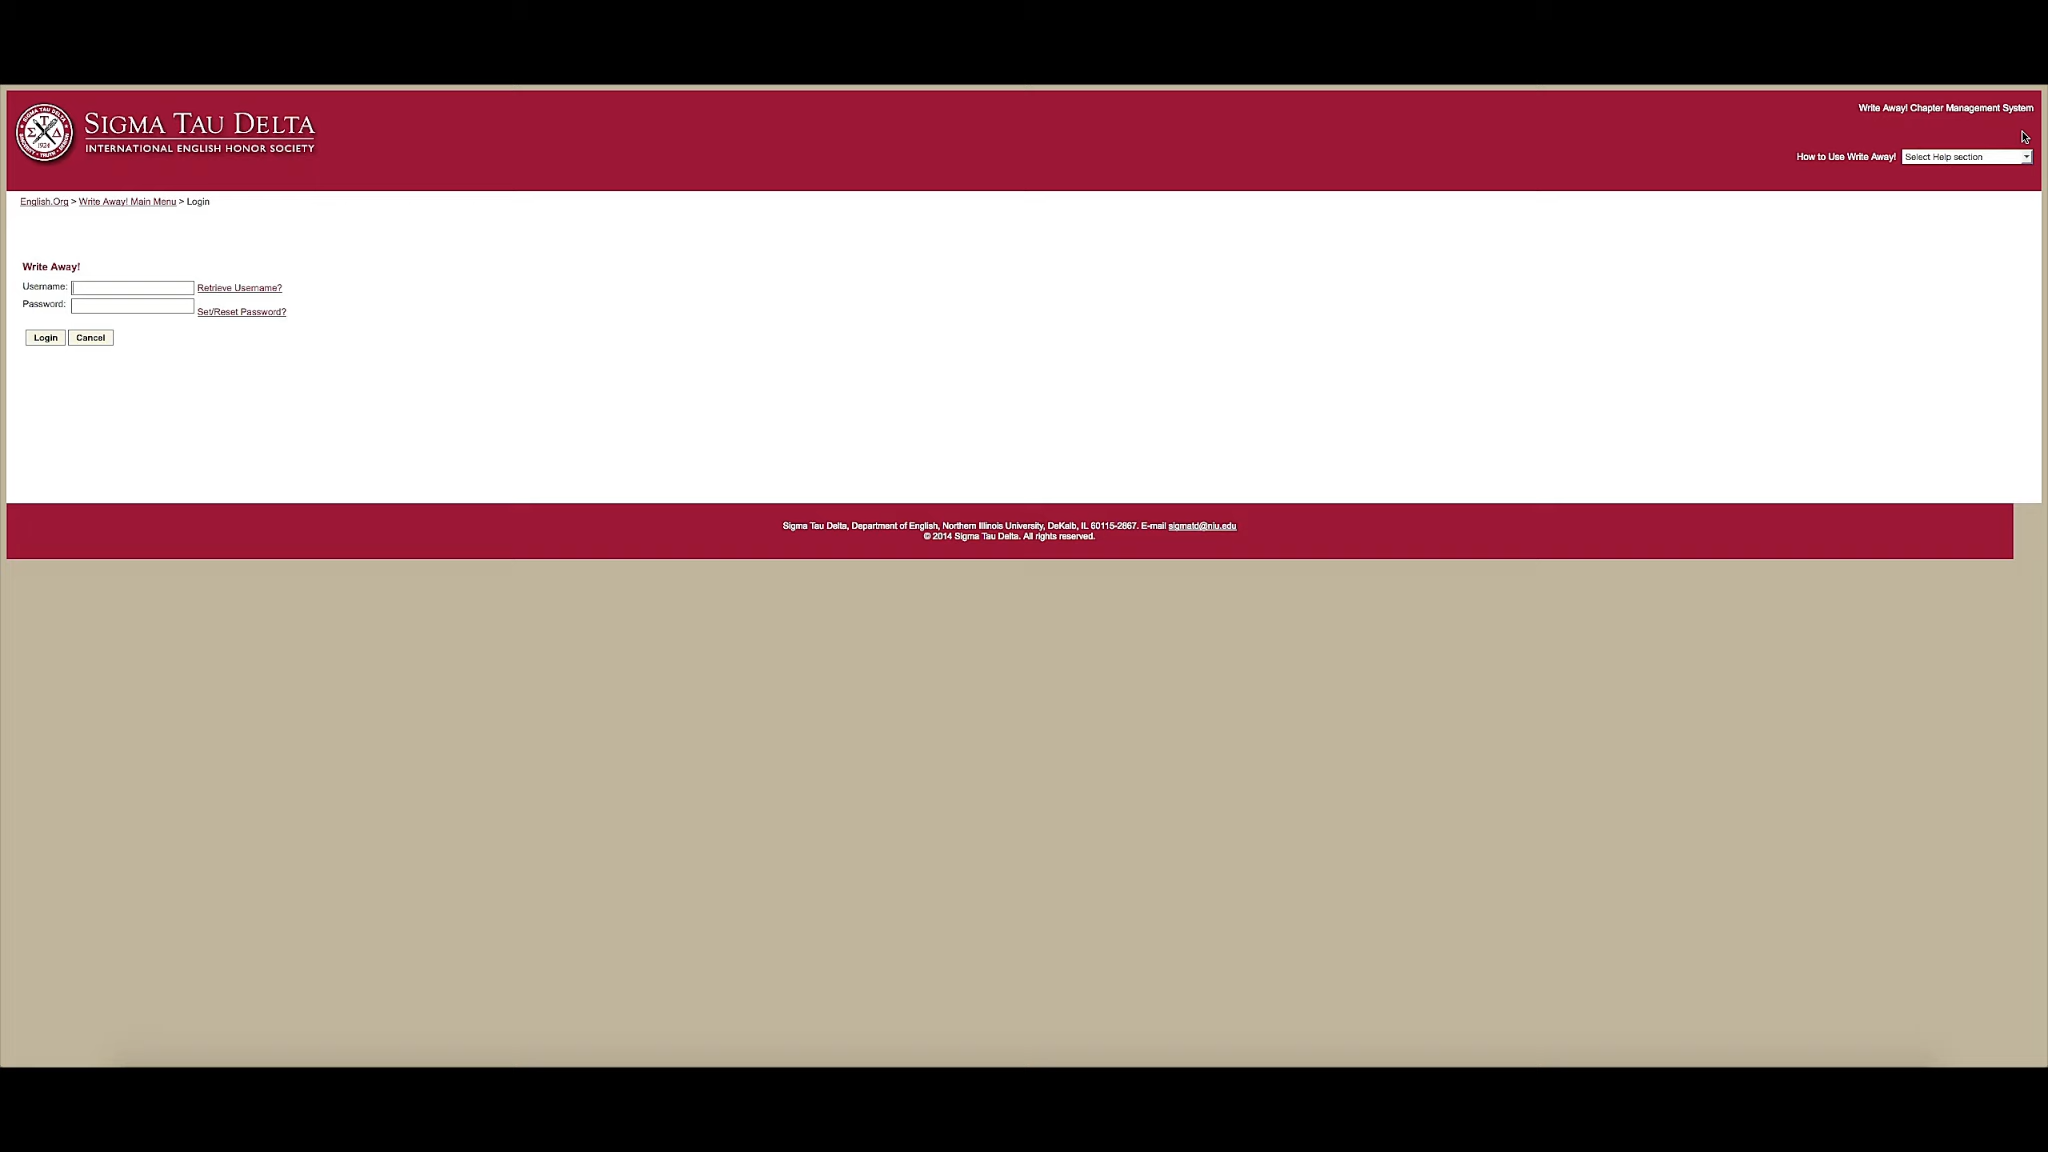 SIGMA TAU DELTA
INTERNATIONAL ENGLISH HONOR SOCIETY
Write Away! Chapter Management System
How to Use Write Away! Select Help section
English.Org > Write Away! Main Menu > Login
Write Away!
Username: Retrieve Username?
Password: Set/Reset Password?
Login Cancel
Sigma Tau Delta, Department of English, Northern Illinois University, DeKalb, IL 60115-2867. E-mail sigmatd@niu.edu
© 2014 Sigma Tau Delta. All rights reserved.